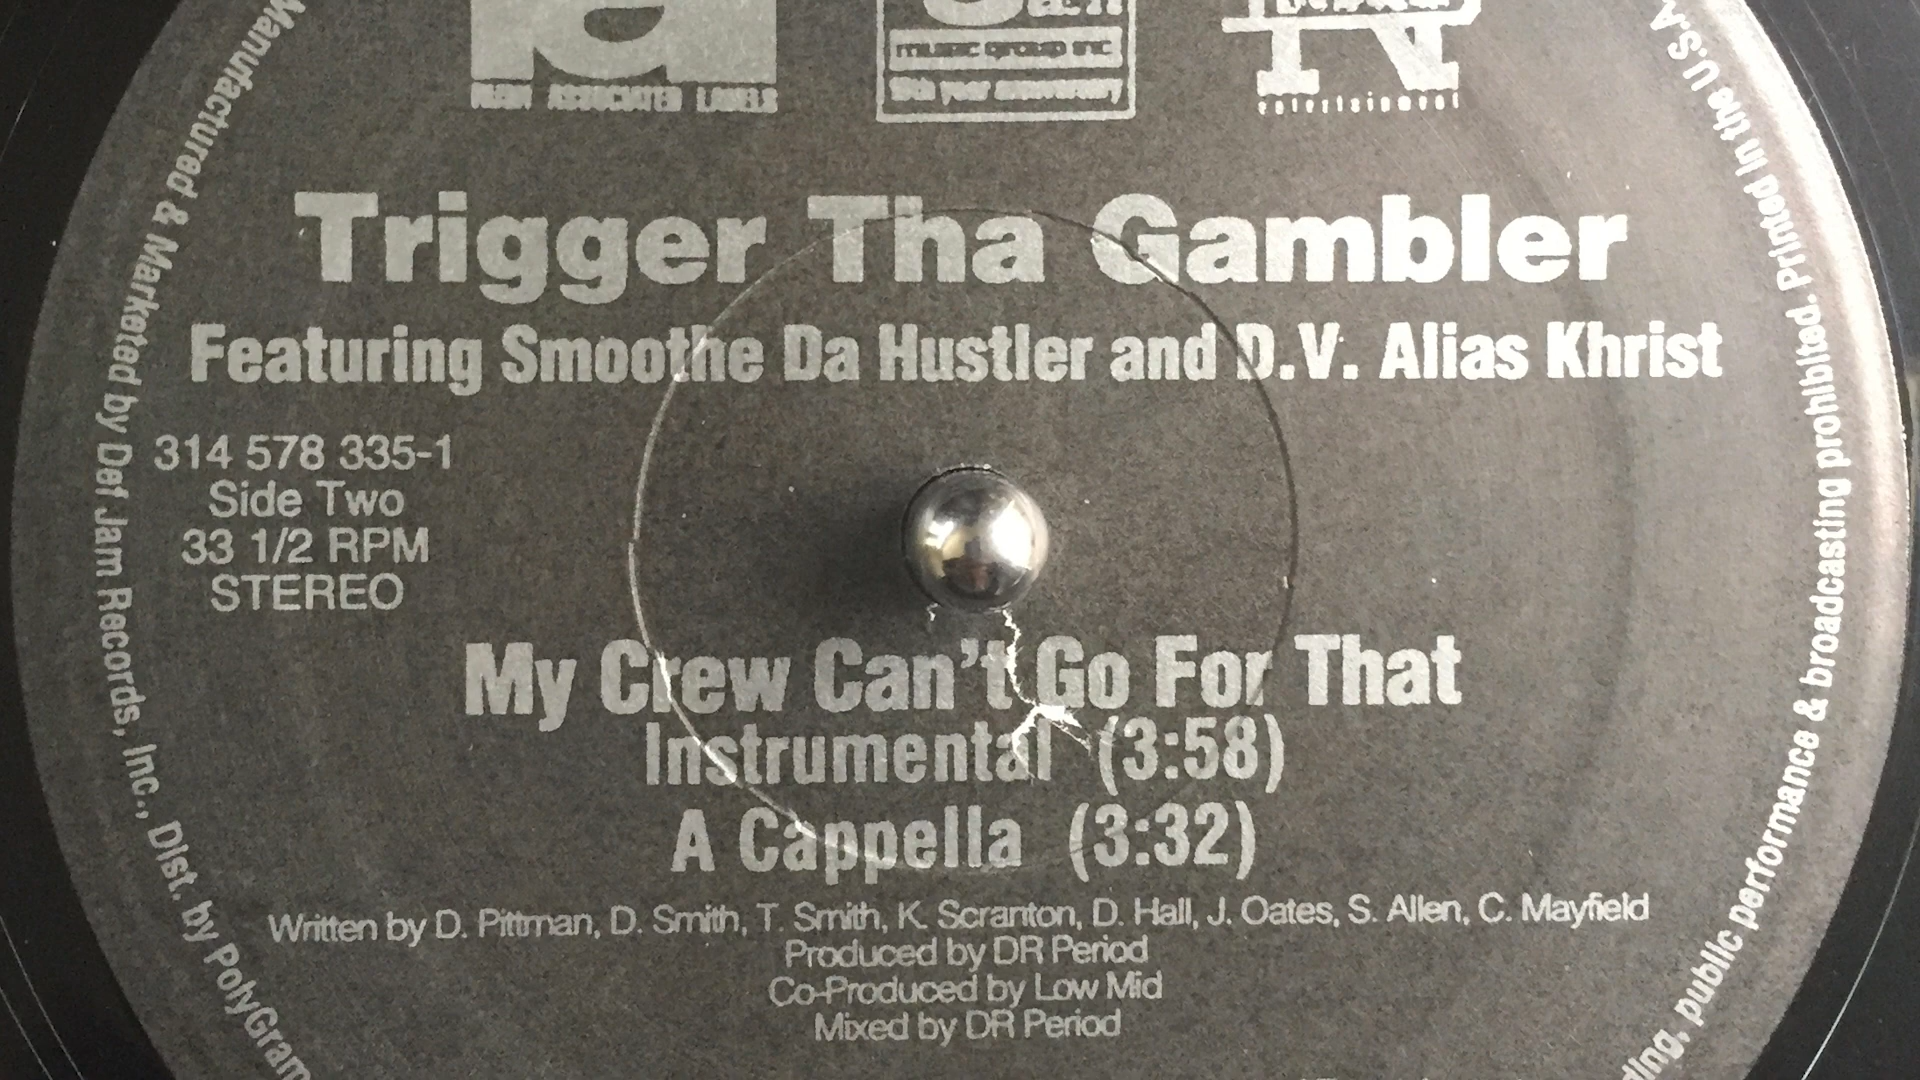 RUSH ASSOCIATED LABELS
music group inc.
10th year anniversary
entertainment
Trigger Tha Gambler
Featuring Smoothe Da Hustler and D.V. Alias Khrist
314 578 335-1
Side Two
33 1/2 RPM
STEREO
My Crew Can't Go For That
Instrumental (3:58)
A Cappella (3:32)
Written by D. Pittman, D. Smith, T. Smith, K. Scranton, D. Hall, J. Oates, S. Allen, C. Mayfield
Produced by DR Period
Co-Produced by Low Mid
Mixed by DR Period
Manufactured & Marketed by Def Jam Records, Inc., Dist. by PolyGram
public performance & broadcasting prohibited. Printed in the U.S.A.